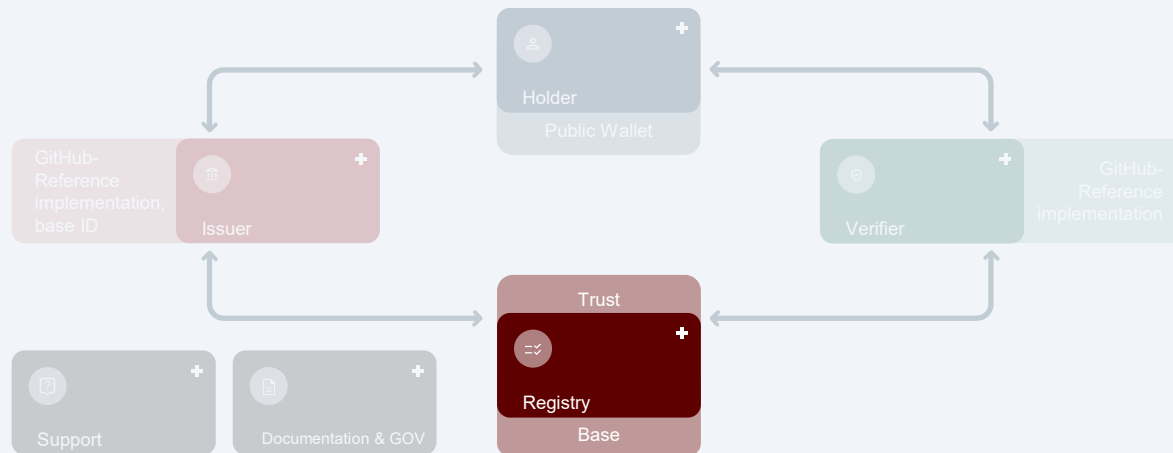 Holder
Public Wallet
GitHub-
Reference
implementation,
base ID
Issuer
Verifier
GitHub-
Reference
implementation
Trust
Registry
Base
Support
Documentation & GOV